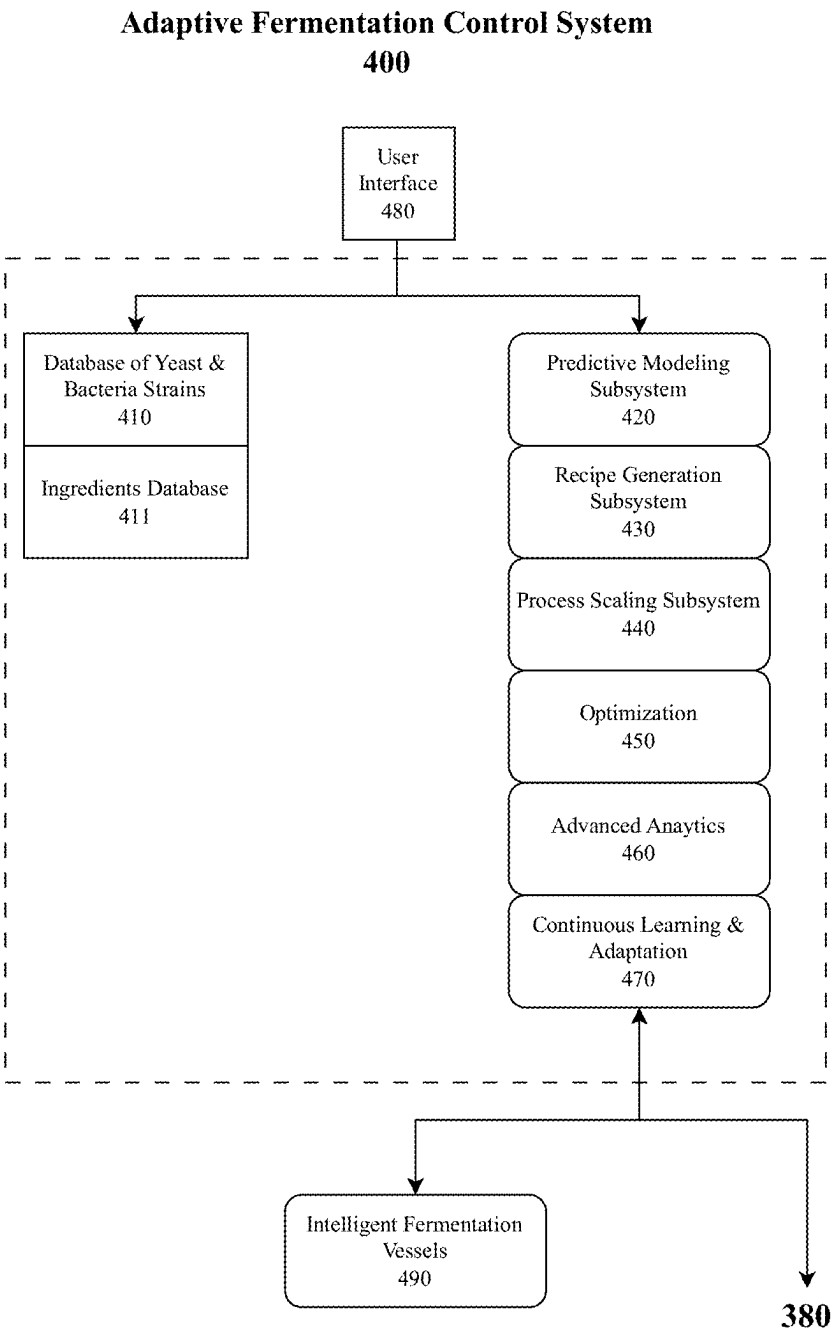 Adaptive Fermentation Control System
400
User
Interface
480
Database of Yeast &
Bacteria Strains
410
Ingredients Database
411
Predictive Modeling
Subsystem
420
Recipe Generation
Subsystem
430
Process Scaling Subsystem
440
Optimization
450
Advanced Anaytics
460
Continuous Learning &
Adaptation
470
Intelligent Fermentation
Vessels
490
380